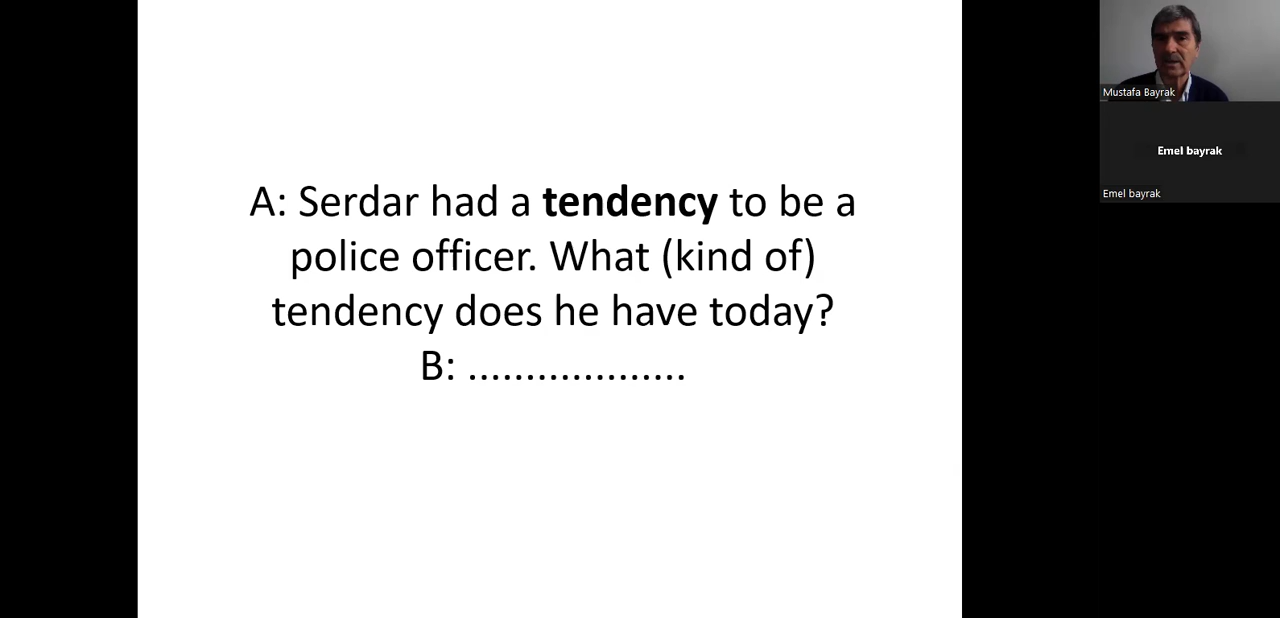 A: Serdar had a tendency to be a
police officer. What (kind of)
tendency does he have today?
B: ...................
Mustafa Bayrak
Emel bayrak
Emel bayrak